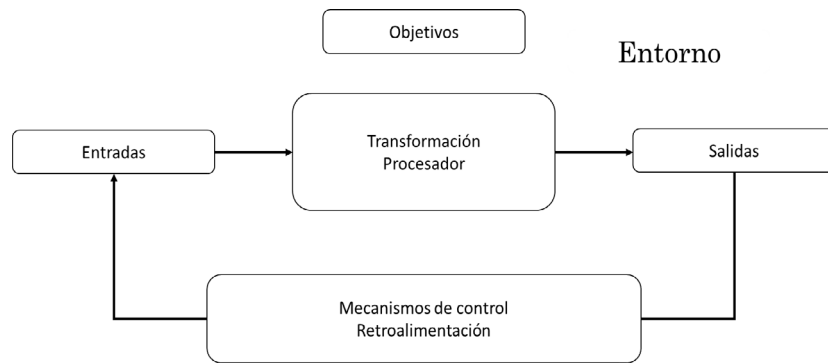 Objetivos
Entorno
Entradas
Transformación
Procesador
Salidas
Mecanismos de control
Retroalimentación